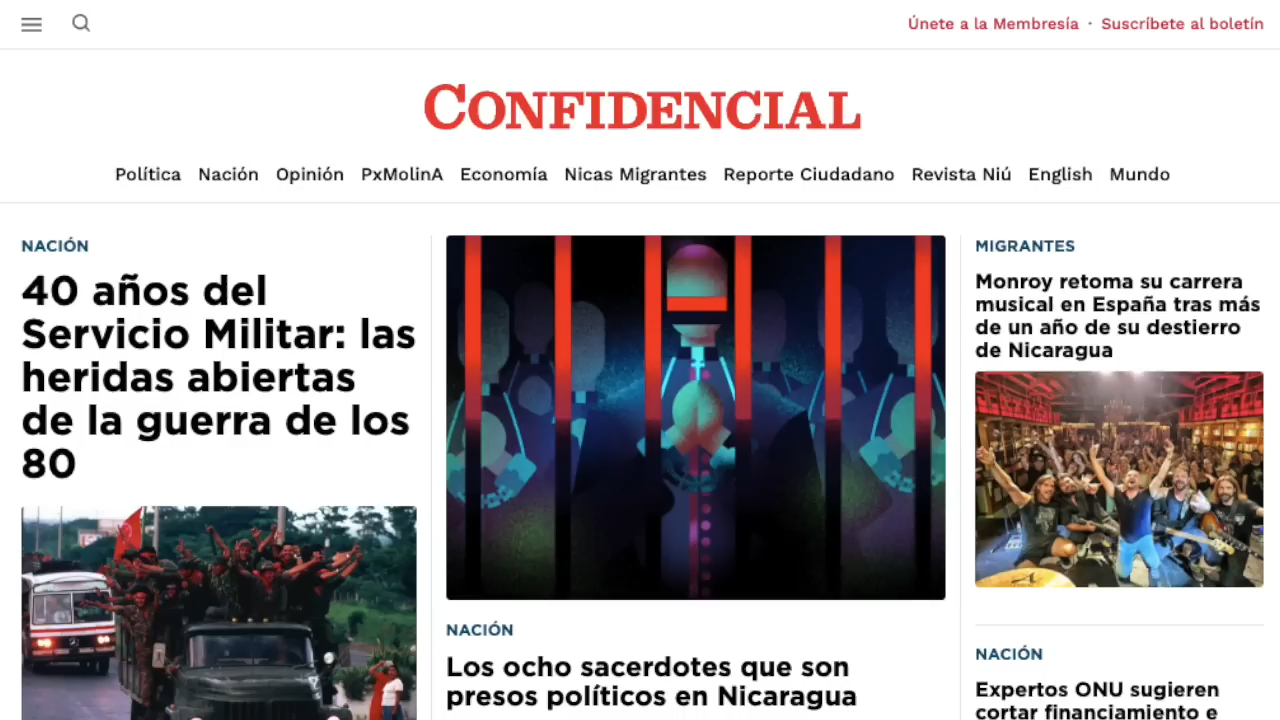 Únete a la Membresía · Suscríbete al boletín
CONFIDENCIAL
Política Nación Opinión PxMolinA Economía Nicas Migrantes Reporte Ciudadano Revista Niú English Mundo
NACIÓN
40 años del
Servicio Militar: las
heridas abiertas
de la guerra de los
80
NACIÓN
Los ocho sacerdotes que son
presos políticos en Nicaragua
MIGRANTES
Monroy retoma su carrera
musical en España tras más
de un año de su destierro
de Nicaragua
NACIÓN
Expertos ONU sugieren
cortar financiamiento e